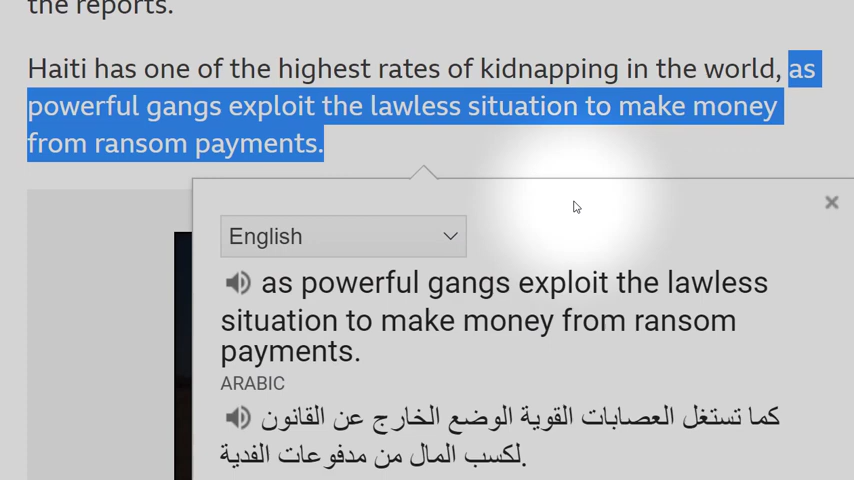 the reports.
Haiti has one of the highest rates of kidnapping in the world, as
powerful gangs exploit the lawless situation to make money
from ransom payments.
English
as powerful gangs exploit the lawless
situation to make money from ransom
payments.
ARABIC
كما تستغل العصابات القوية الوضع الخارج عن القانون
لكسب المال من مدفوعات الفدية.